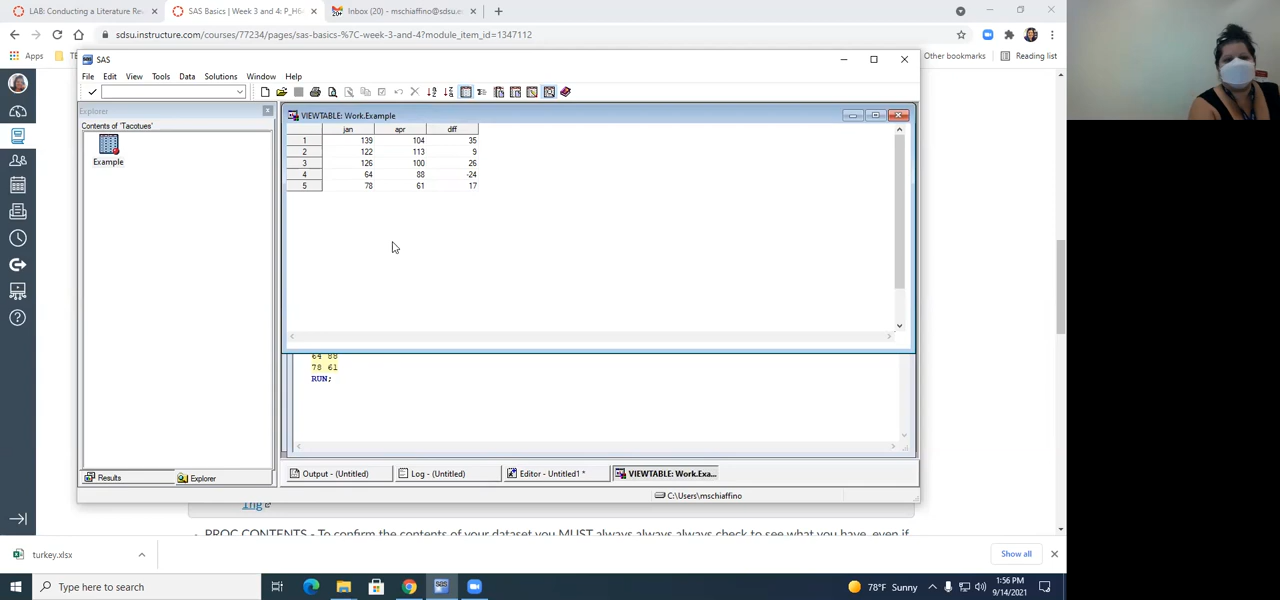 LAB: Conducting a Literature Re
SAS Basics | Week 3 and 4: P_H6
Inbox (20) - mschiaffino@sdsu.e
sdsu.instructure.com/courses/77234/pages/sas-basics-%7C-week-3-and-4?module_item_id=1347112
Apps
TE
Other bookmarks
Reading list
SAS
File Edit View Tools Data Solutions Window Help
Explorer
Contents of 'Tacotues'
Example
VIEWTABLE: Work.Example
jan apr diff
1 139 104 35
2 122 113 9
3 126 100 26
4 64 88 -24
5 78 61 17
64 88
78 61
RUN;
Results
Explorer
Output - (Untitled)
Log - (Untitled)
Editor - Untitled1 *
VIEWTABLE: Work.Exa...
C:\Users\mschiaffino
ing
PROC CONTENTS - To confirm the contents of your dataset you MUST always always always check to see what you have, even if
turkey.xlsx
Show all
Type here to search
78°F Sunny
1:56 PM
9/14/2021